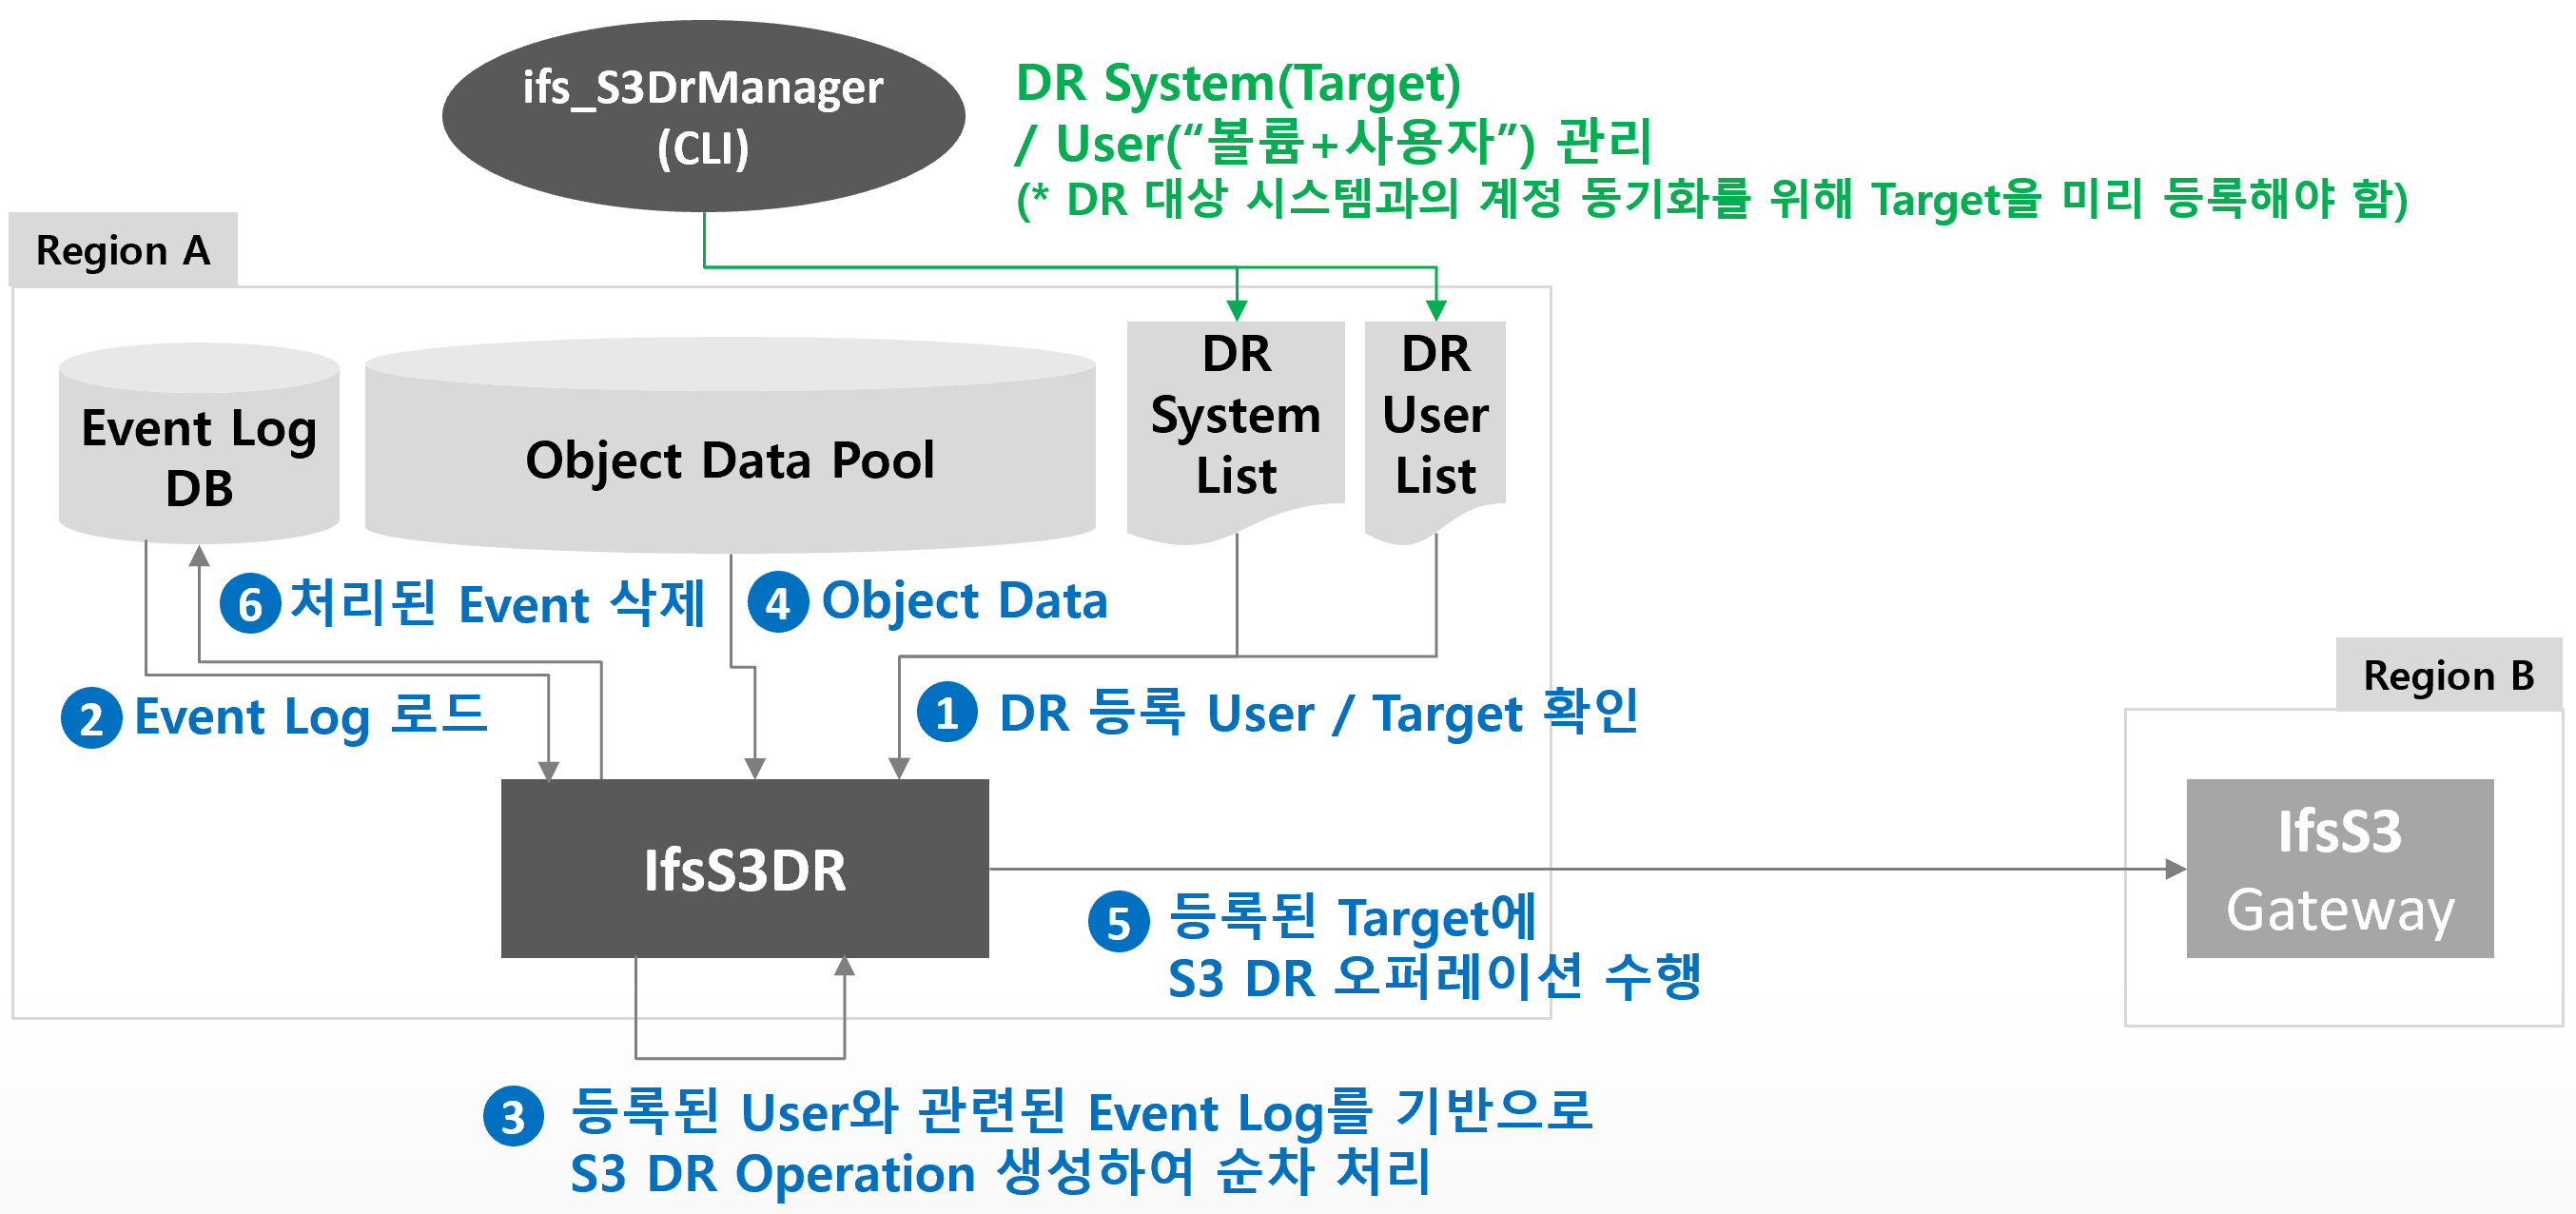 ifs_S3DrManager
(CLI)
DR System(Target)
/ User(“볼륨+사용자”) 관리
(* DR 대상 시스템과의 계정 동기화를 위해 Target을 미리 등록해야 함)
Region A
Event Log
DB
Object Data Pool
DR
System
List
DR
User
List
6 처리된 Event 삭제
4 Object Data
2 Event Log 로드
1 DR 등록 User / Target 확인
Region B
IfsS3DR
IfsS3
Gateway
5 등록된 Target에
S3 DR 오퍼레이션 수행
3 등록된 User와 관련된 Event Log를 기반으로
S3 DR Operation 생성하여 순차 처리